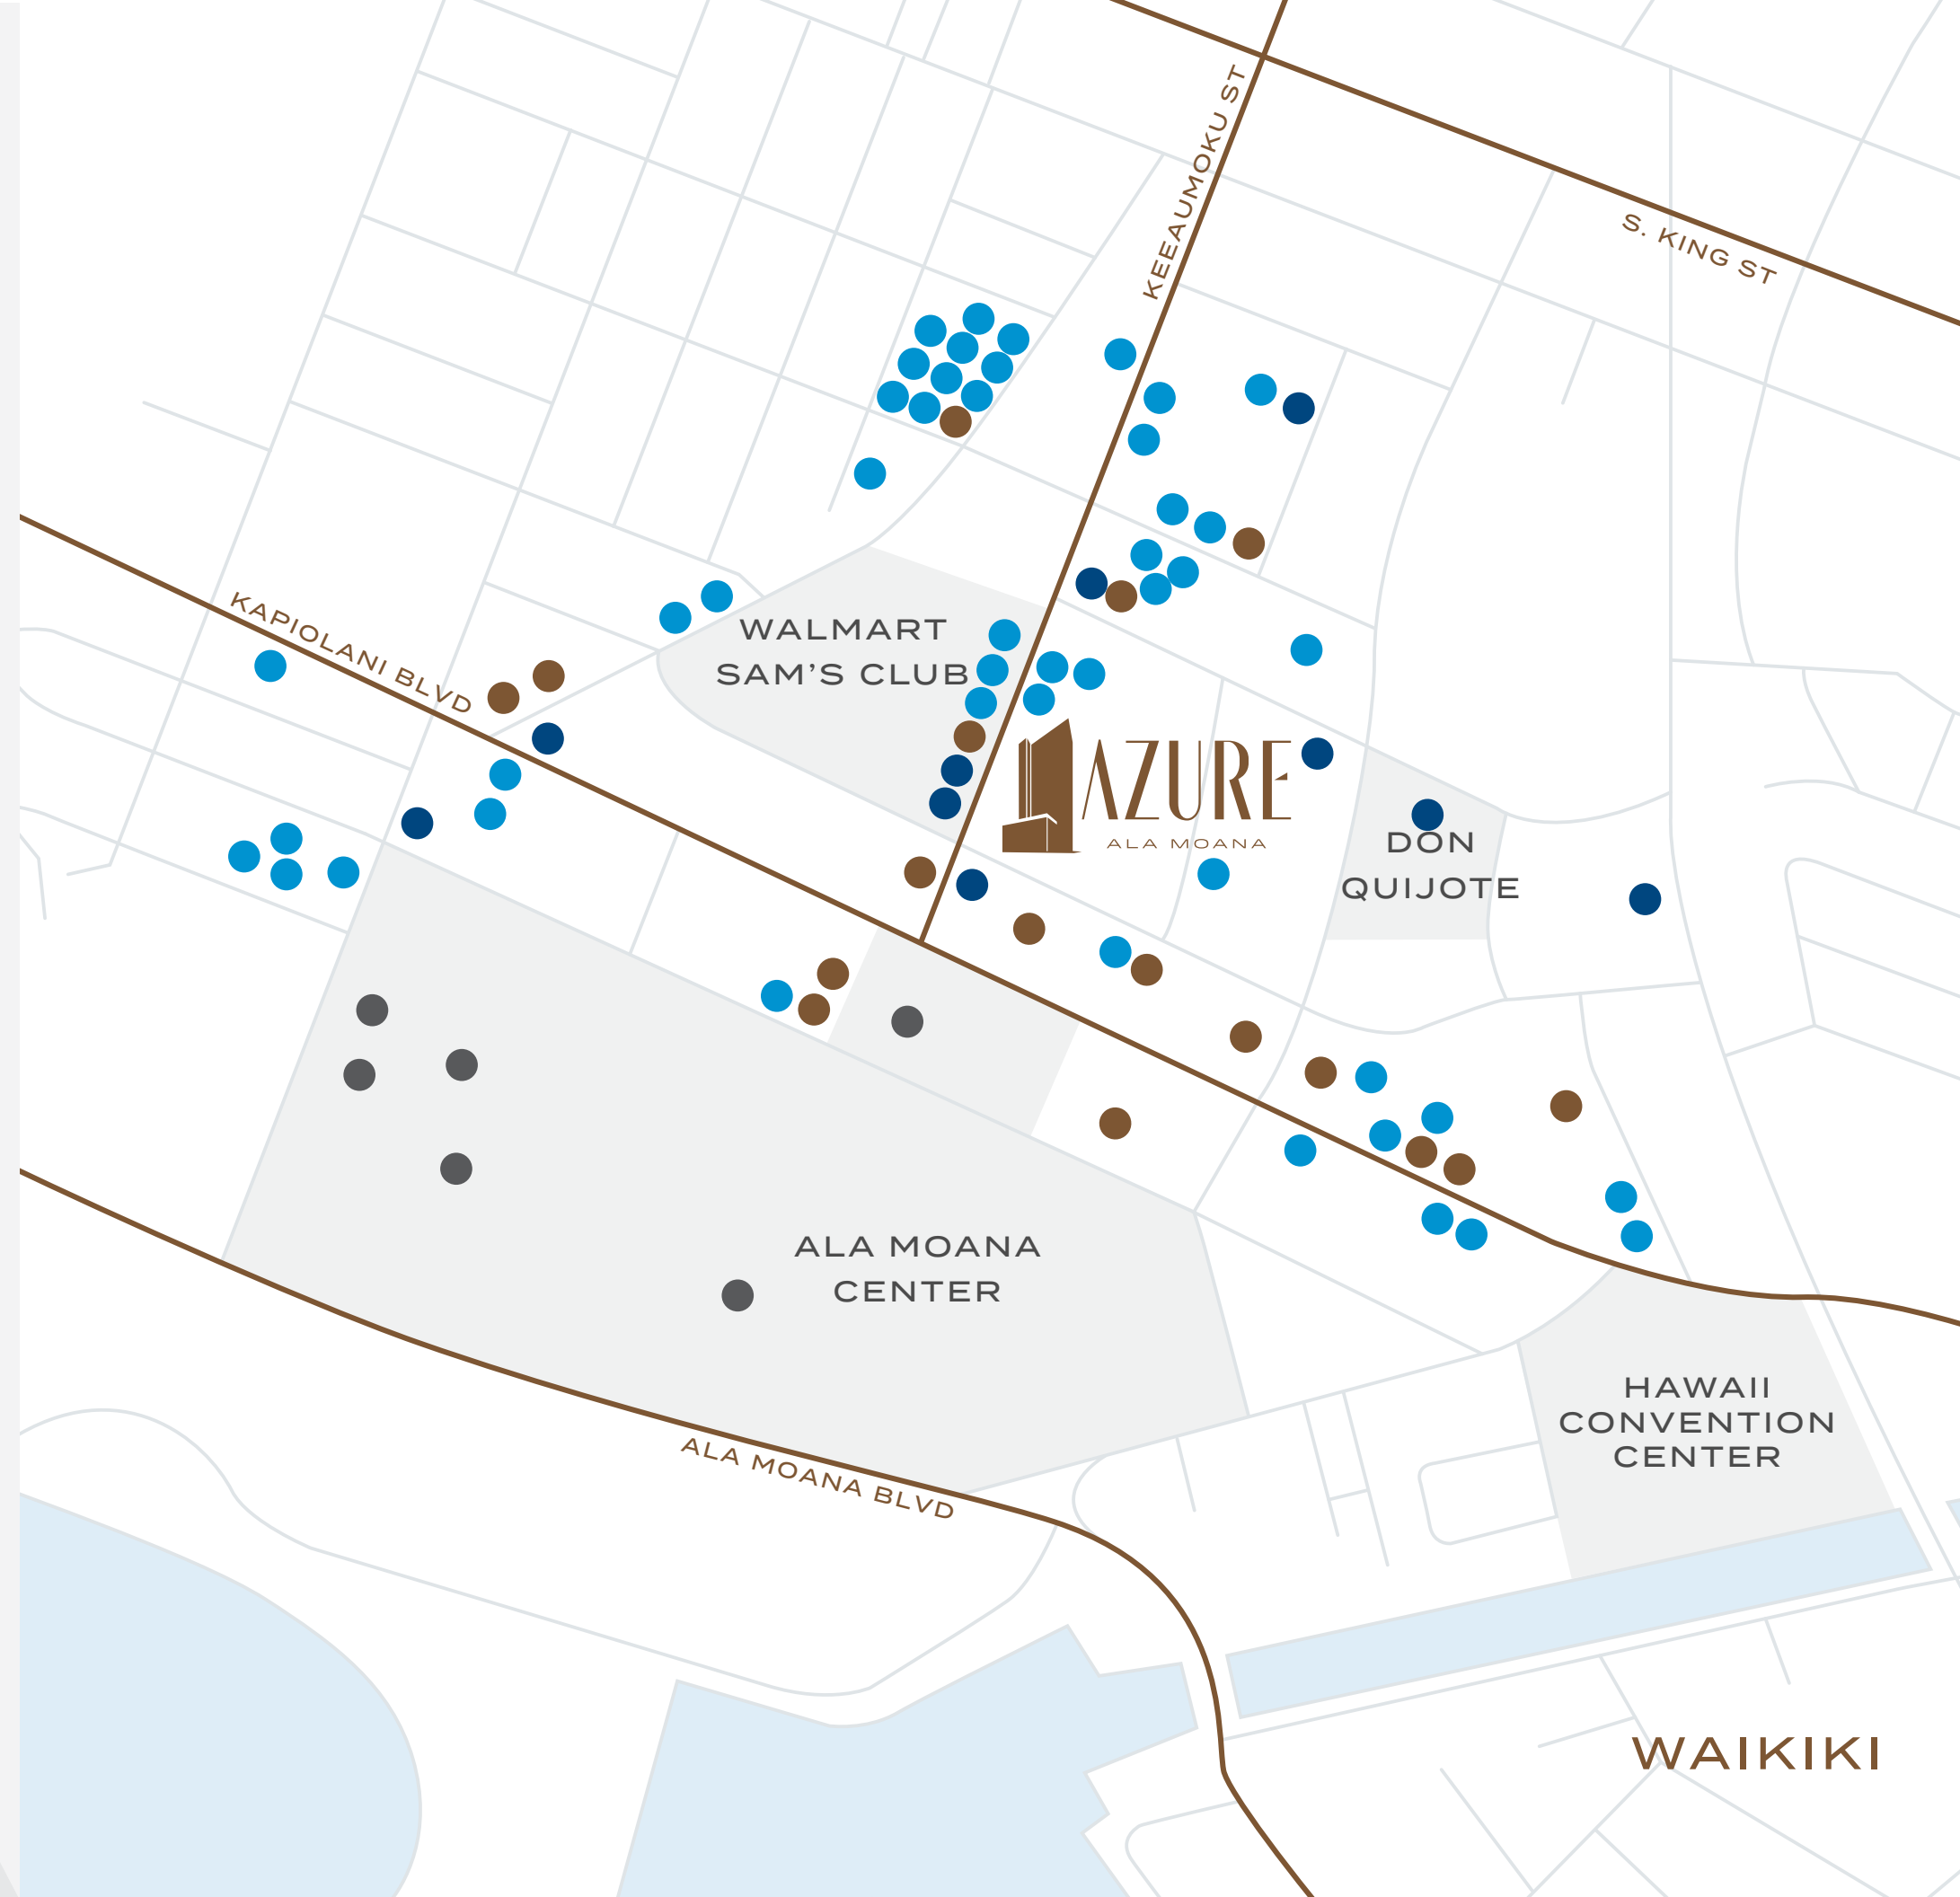 KEEAUMOKU ST
S. KING ST
KAPIOLANI BLVD
WALMART
SAM'S CLUB
AZURE
ALA MOANA
DON
QUIJOTE
ALA MOANA
CENTER
HAWAII
CONVENTION
CENTER
ALA MOANA BLVD
WAIKIKI